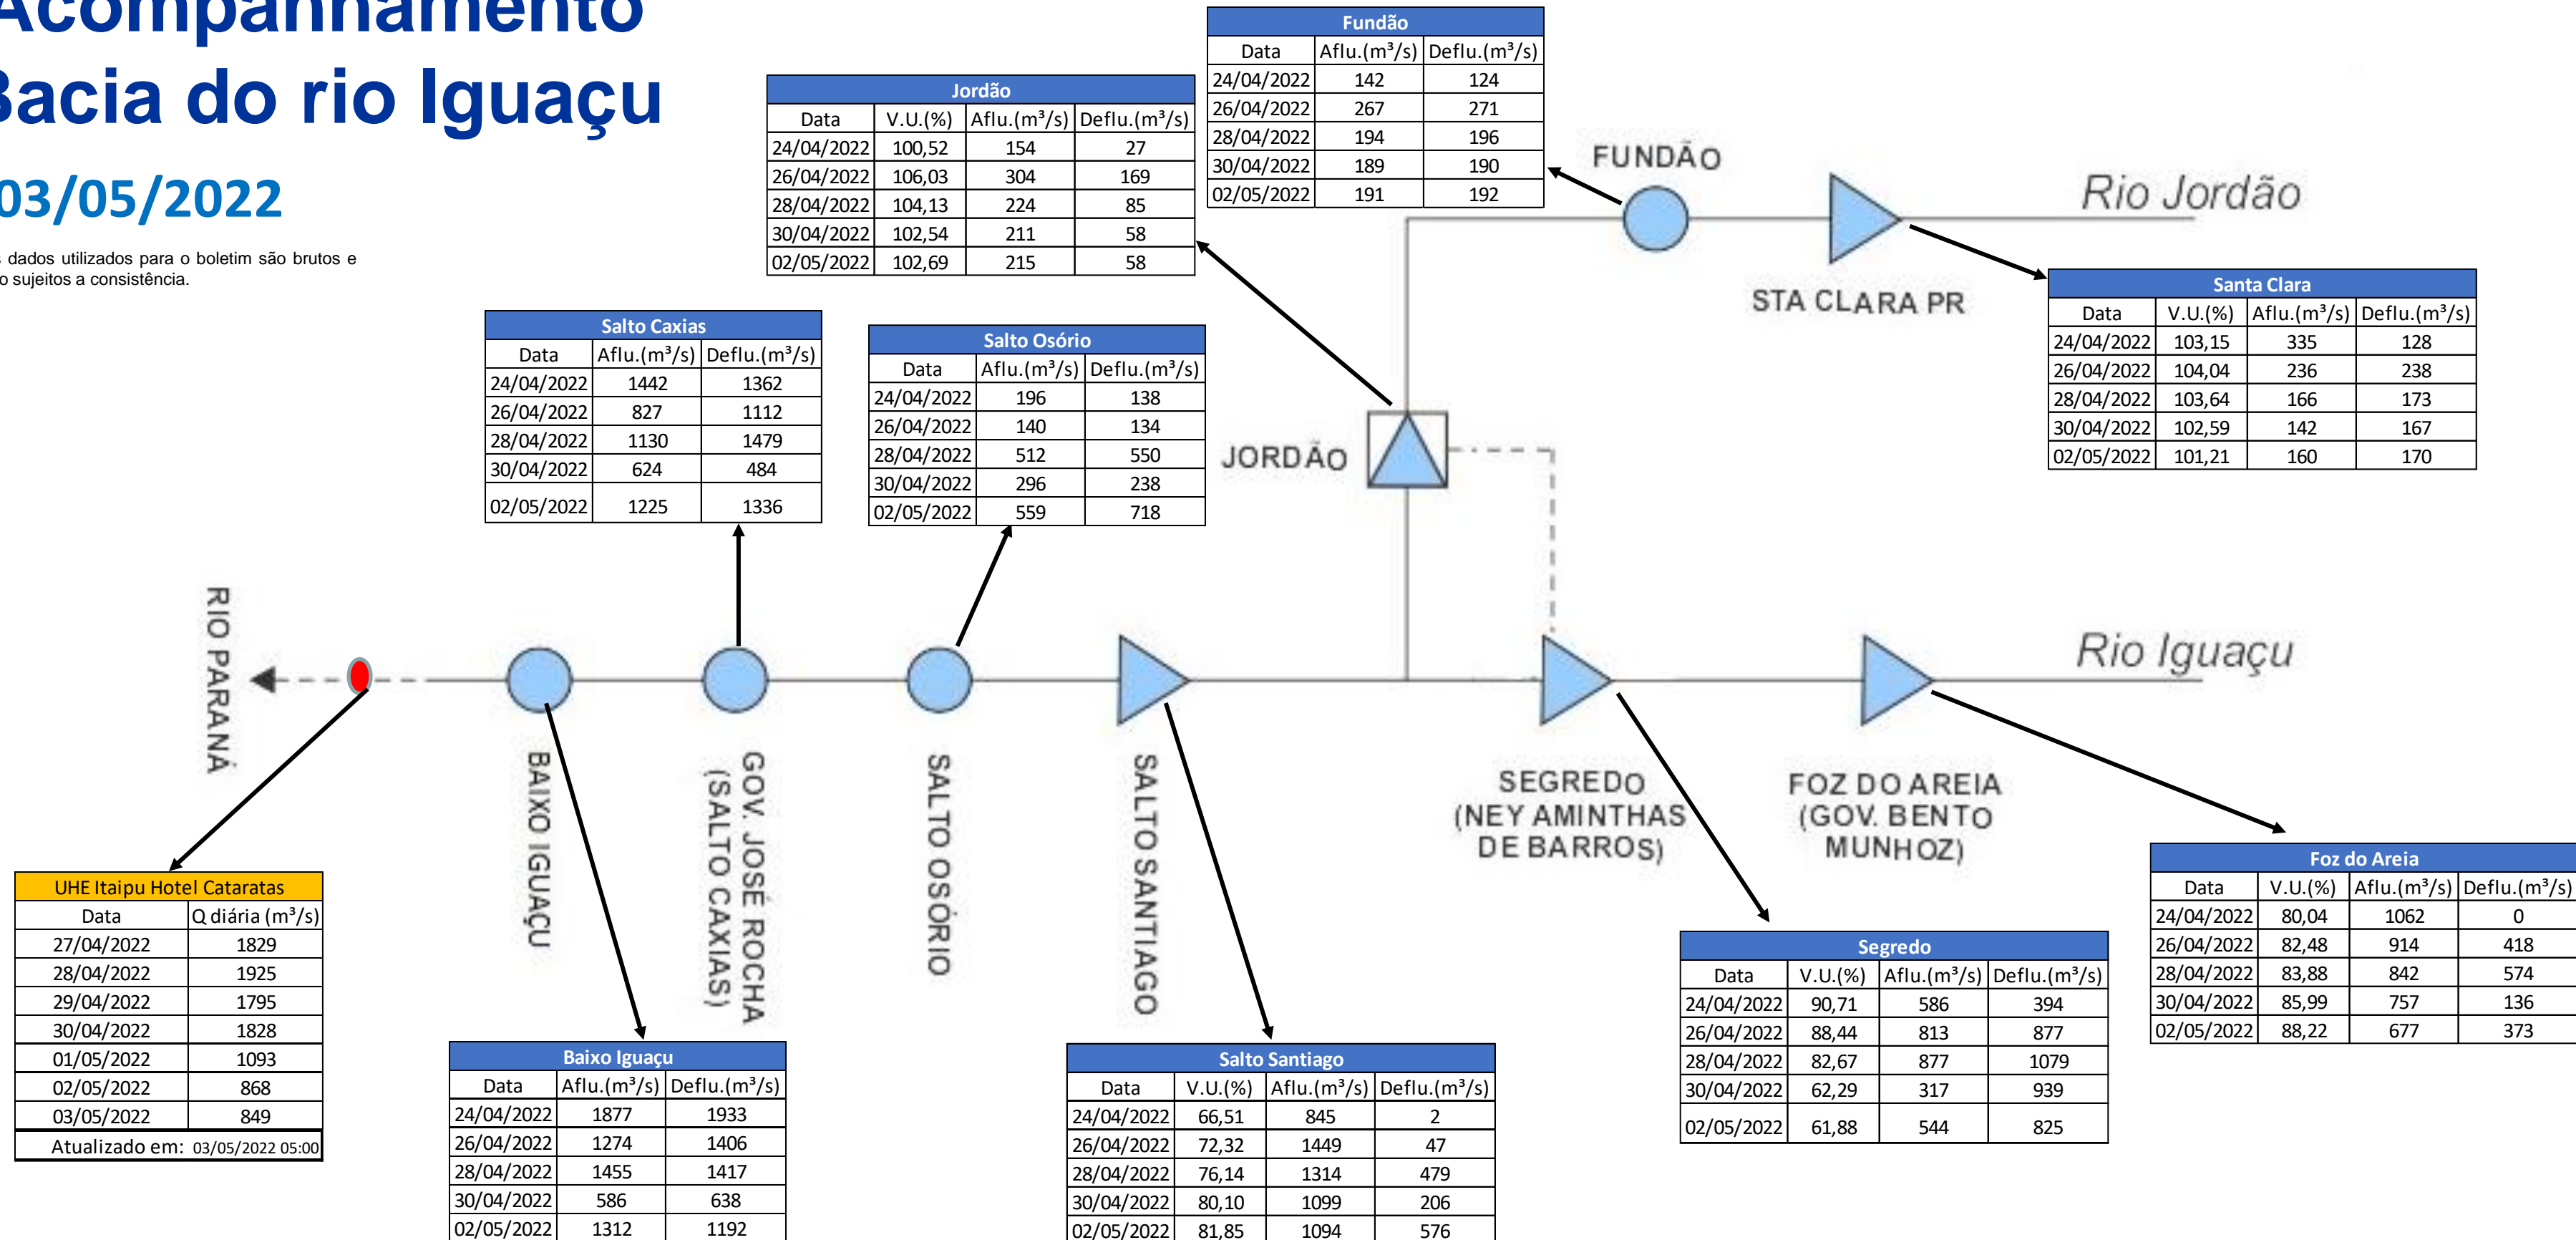 Acompanhamento
Bacia do rio Iguaçu
03/05/2022
dados utilizados para o boletim são brutos e
sujeitos a consistência.
Fundão
Data Aflu.(m³/s) Deflu.(m³/s)
24/04/2022 142 124
26/04/2022 267 271
28/04/2022 194 196
30/04/2022 189 190
02/05/2022 191 192
Jordão
Data V.U.(%) Aflu.(m³/s) Deflu.(m³/s)
24/04/2022 100,52 154 27
26/04/2022 106,03 304 169
28/04/2022 104,13 224 85
30/04/2022 102,54 211 58
02/05/2022 102,69 215 58
FUNDÃO
Rio Jordão
STA CLARA PR
Santa Clara
Data V.U.(%) Aflu.(m³/s) Deflu.(m³/s)
24/04/2022 103,15 335 128
26/04/2022 104,04 236 238
28/04/2022 103,64 166 173
30/04/2022 102,59 142 167
02/05/2022 101,21 160 170
Salto Caxias
Data Aflu.(m³/s) Deflu.(m³/s)
24/04/2022 1442 1362
26/04/2022 827 1112
28/04/2022 1130 1479
30/04/2022 624 484
02/05/2022 1225 1336
Salto Osório
Data Aflu.(m³/s) Deflu.(m³/s)
24/04/2022 196 138
26/04/2022 140 134
28/04/2022 512 550
30/04/2022 296 238
02/05/2022 559 718
JORDÃO
RIO PARANÁ
Rio Iguaçu
BAIXO IGUAÇU
GOV. JOSÉ ROCHA
(SALTO CAXIAS)
SALTO OSÓRIO
SALTO SANTIAGO
SEGREDO
(NEY AMINTHAS
DE BARROS)
FOZ DO AREIA
(GOV. BENTO
MUNHOZ)
UHE Itaipu Hotel Cataratas
Data Q diária (m³/s)
27/04/2022 1829
28/04/2022 1925
29/04/2022 1795
30/04/2022 1828
01/05/2022 1093
02/05/2022 868
03/05/2022 849
Atualizado em: 03/05/2022 05:00
Baixo Iguaçu
Data Aflu.(m³/s) Deflu.(m³/s)
24/04/2022 1877 1933
26/04/2022 1274 1406
28/04/2022 1455 1417
30/04/2022 586 638
02/05/2022 1312 1192
Salto Santiago
Data V.U.(%) Aflu.(m³/s) Deflu.(m³/s)
24/04/2022 66,51 845 2
26/04/2022 72,32 1449 47
28/04/2022 76,14 1314 479
30/04/2022 80,10 1099 206
02/05/2022 81,85 1094 576
Segredo
Data V.U.(%) Aflu.(m³/s) Deflu.(m³/s)
24/04/2022 90,71 586 394
26/04/2022 88,44 813 877
28/04/2022 82,67 877 1079
30/04/2022 62,29 317 939
02/05/2022 61,88 544 825
Foz do Areia
Data V.U.(%) Aflu.(m³/s) Deflu.(m³/s)
24/04/2022 80,04 1062 0
26/04/2022 82,48 914 418
28/04/2022 83,88 842 574
30/04/2022 85,99 757 136
02/05/2022 88,22 677 373